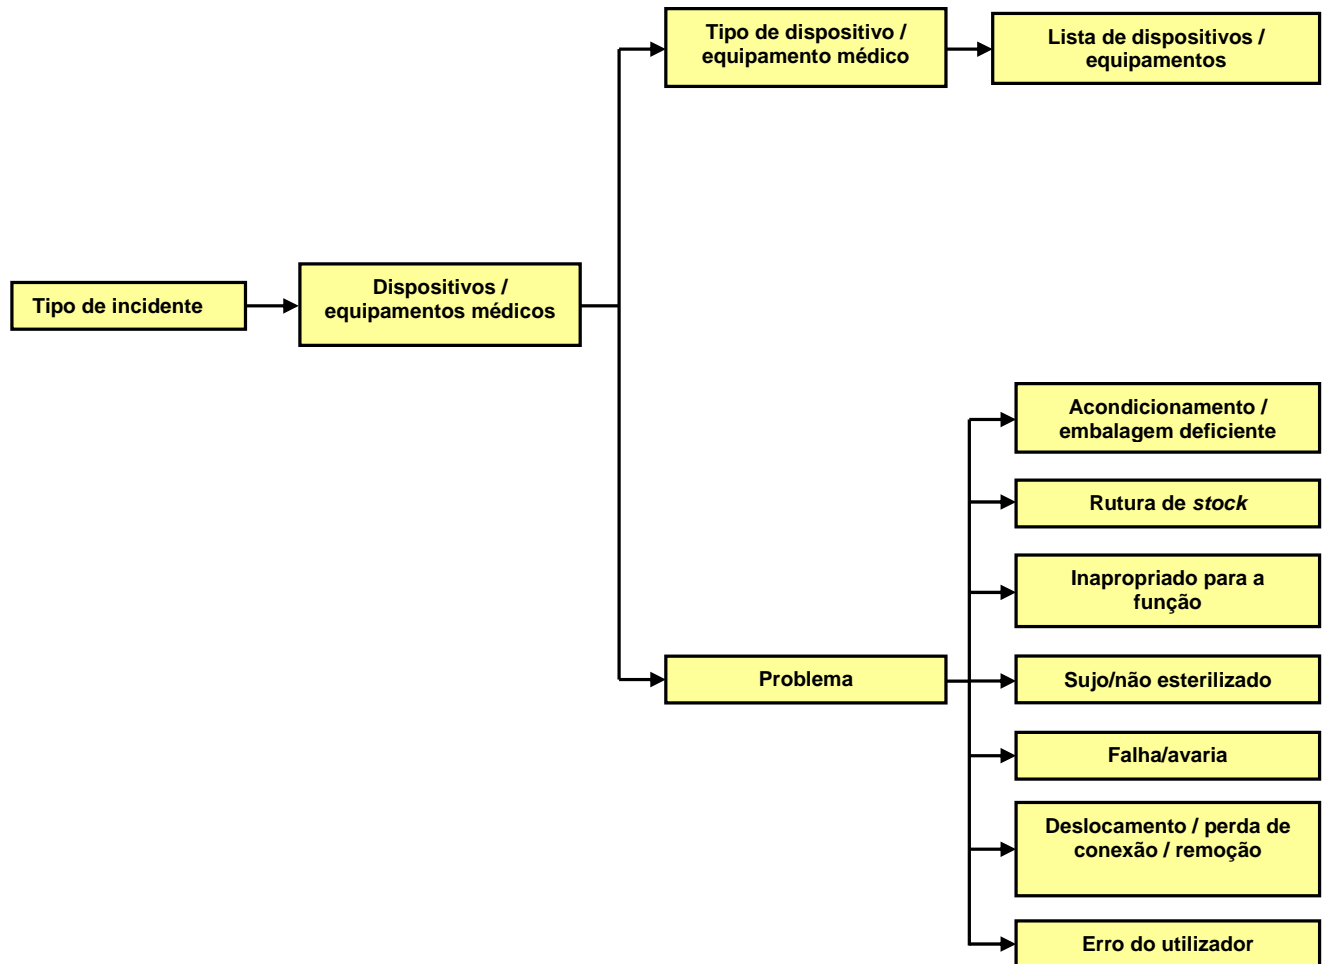 Tipo de dispositivo /
equipamento médico
Lista de dispositivos /
equipamentos
Tipo de incidente
Dispositivos /
equipamentos médicos
Acondicionamento /
embalagem deficiente
Rutura de stock
Inapropriado para a
função
Problema
Sujo/não esterilizado
Falha/avaria
Deslocamento / perda de
conexão / remoção
Erro do utilizador